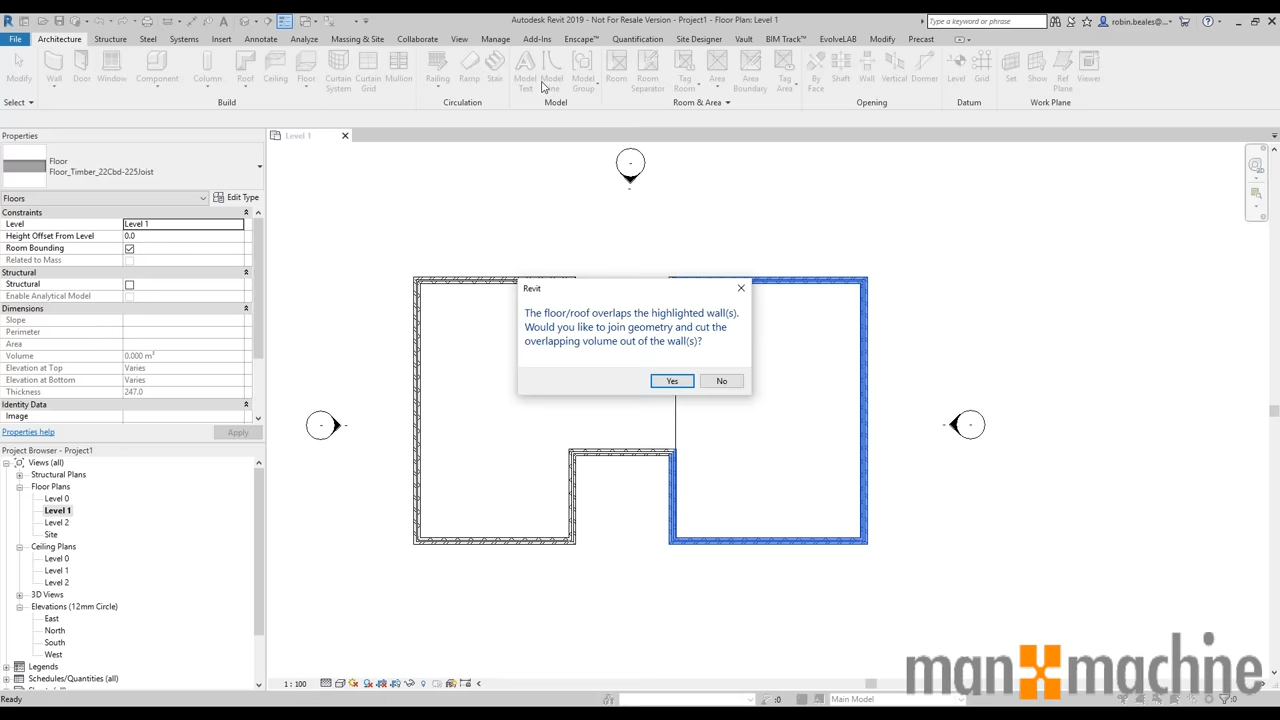 Autodesk Revit 2019 - Not For Resale Version - Project1 - Floor Plan: Level 1
Type a keyword or phrase
robin.beales@...
File Architecture Structure Steel Systems Insert Annotate Analyze Massing & Site Collaborate View Manage Add-Ins Enscape™ Quantification Site Designer Vault BIM Track™ EvolveLAB Modify Precast
Modify Wall Door Window Component Column Roof Ceiling Floor Curtain System Curtain Grid Mullion Railing Ramp Stair Model Text Model Model Group Room Room Separator Tag Room Area Area Boundary Tag Area By Face Shaft Wall Vertical Dormer Level Grid Set Show Ref Plane Viewer
Select Build Circulation Model Room & Area Opening Datum Work Plane
Properties
Level 1
Floor
Floor_Timber_22Cbd-225Joist
Floors
Edit Type
Constraints
Level Level 1
Height Offset From Level 0.0
Room Bounding
Related to Mass
Structural
Structural
Enable Analytical Model
Dimensions
Slope
Perimeter
Area
Volume 0.000 m³
Elevation at Top Varies
Elevation at Bottom Varies
Thickness 247.0
Identity Data
Image
Properties help
Apply
Project Browser - Project1
Views (all)
Structural Plans
Floor Plans
Level 0
Level 1
Level 2
Site
Ceiling Plans
Level 0
Level 1
Level 2
3D Views
Elevations (12mm Circle)
East
North
South
West
Legends
Schedules/Quantities (all)
Revit
The floor/roof overlaps the highlighted wall(s).
Would you like to join geometry and cut the
overlapping volume out of the wall(s)?
Yes
No
1 : 100
man machine
Ready
:0
Main Model
:0